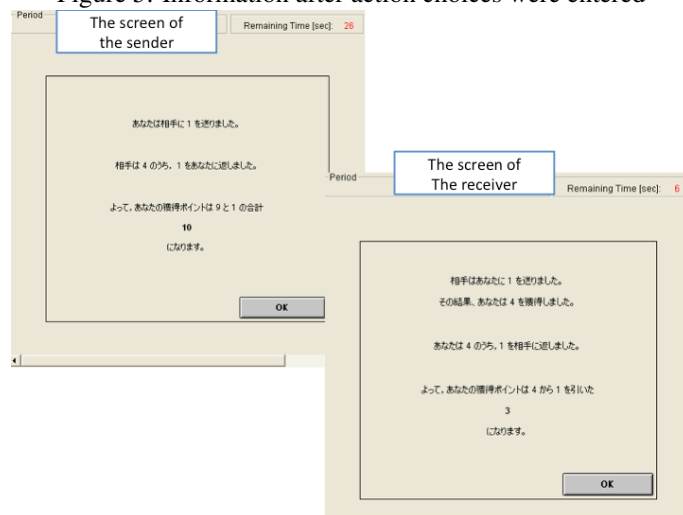 Figure 3: Information after action choices were entered
Period
The screen of
the sender
Remaining Time [sec]: 26
あなたは相手に 1 を送りました。
相手は 4 のうち、1 をあなたに返しました。
よって、あなたの獲得ポイントは 9 と 1 の合計
10
になります。
OK
Period
The screen of
The receiver
Remaining Time [sec]: 6
相手はあなたに 1 を送りました。
その結果、あなたは 4 を獲得しました。
あなたは 4 のうち、1 を相手に返しました。
よって、あなたの獲得ポイントは 4 から 1 を引いた
3
になります。
OK